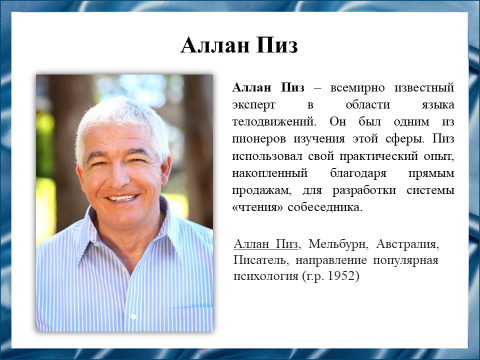 Аллан Пиз
Аллан Пиз – всемирно известный
эксперт в области языка
телодвижений. Он был одним из
пионеров изучения этой сферы. Пиз
использовал свой практический опыт,
накопленный благодаря прямым
продажам, для разработки системы
«чтения» собеседника.
Аллан Пиз, Мельбурн, Австралия,
Писатель, направление популярная
психология (г.р. 1952)